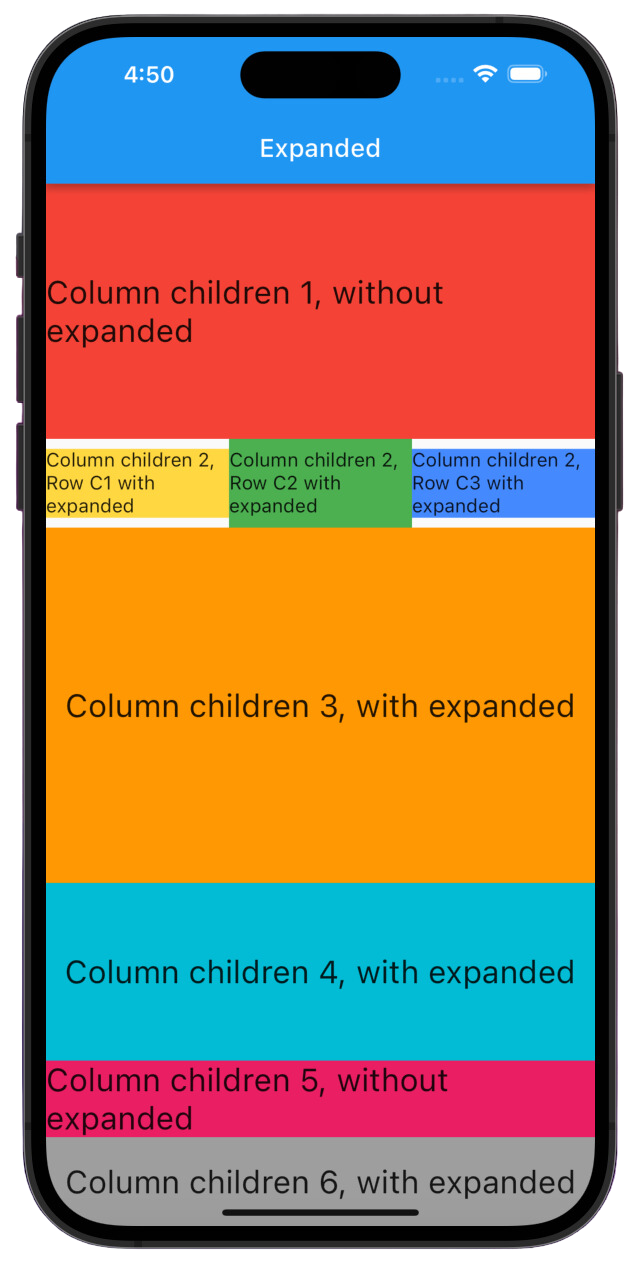 4:50
Expanded
Column children 1, without
expanded
Column children 2,
Row C1 with
expanded
Column children 2,
Row C2 with
expanded
Column children 2,
Row C3 with
expanded
Column children 3, with expanded
Column children 4, with expanded
Column children 5, without
expanded
Column children 6, with expanded